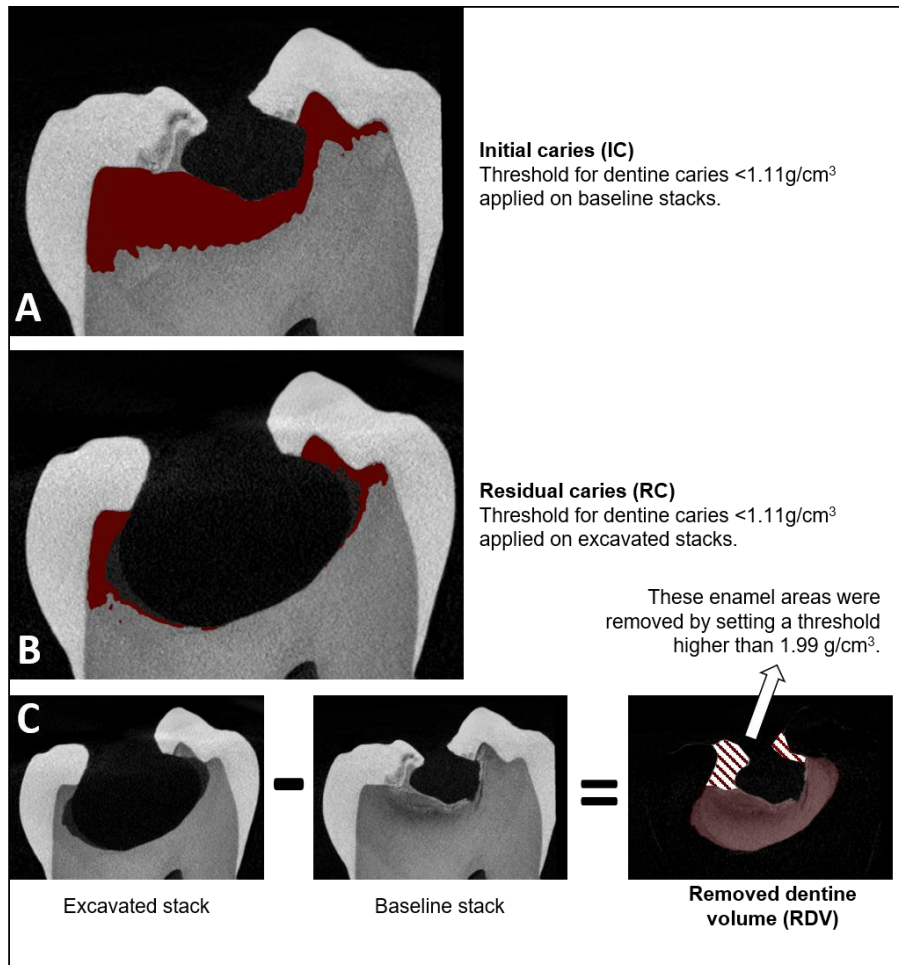 A
Initial caries (IC)
Threshold for dentine caries <1.11g/cm³
applied on baseline stacks.
B
Residual caries (RC)
Threshold for dentine caries <1.11g/cm³
applied on excavated stacks.
These enamel areas were
removed by setting a threshold
higher than 1.99 g/cm³.
C
Excavated stack
Baseline stack
Removed dentine
volume (RDV)